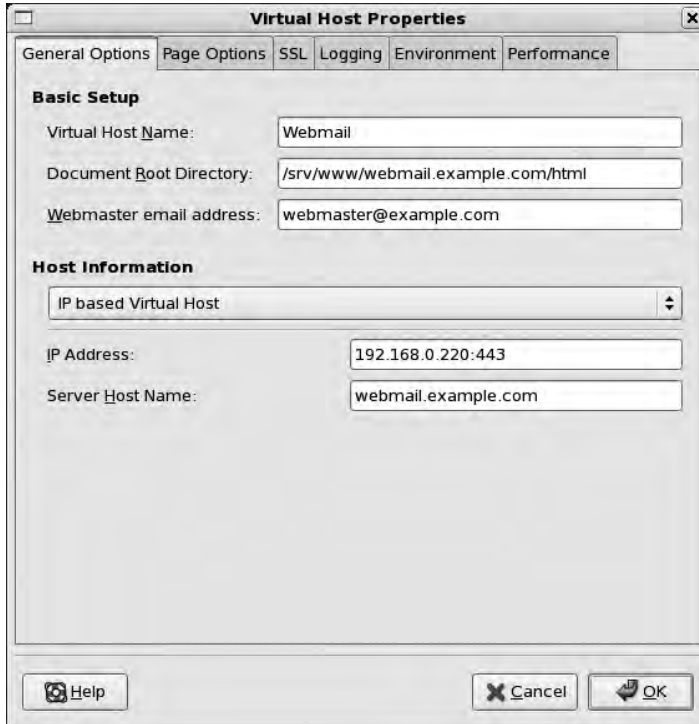 Virtual Host Properties
General Options Page Options SSL Logging Environment Performance
Basic Setup
Virtual Host Name: Webmail
Document Root Directory: /srv/www/webmail.example.com/html
Webmaster email address: webmaster@example.com
Host Information
IP based Virtual Host
IP Address: 192.168.0.220:443
Server Host Name: webmail.example.com
Help Cancel OK